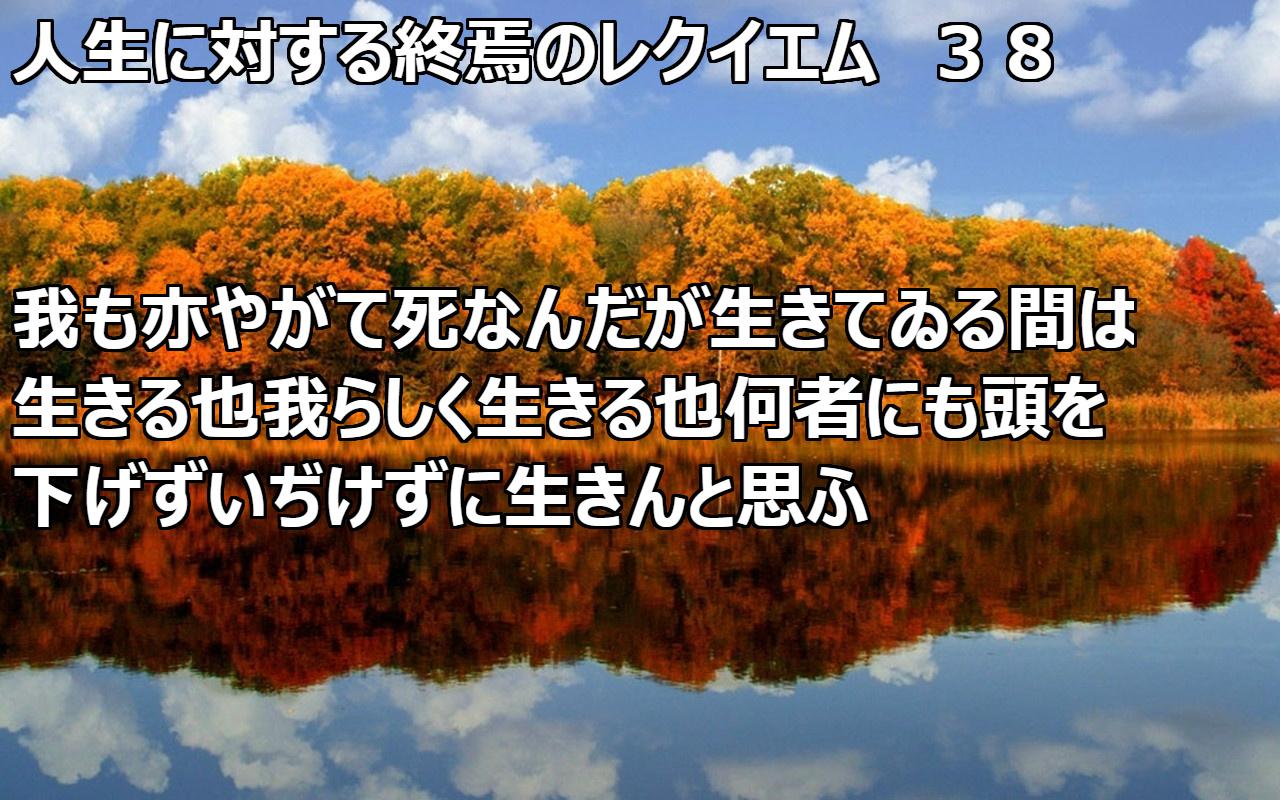 人生に対する終焉のレクイエム　３８
我も亦やがて死なんだが生きてゐる間は
生きる也我らしく生きる也何者にも頭を
下げずいぢけずに生きんと思ふ